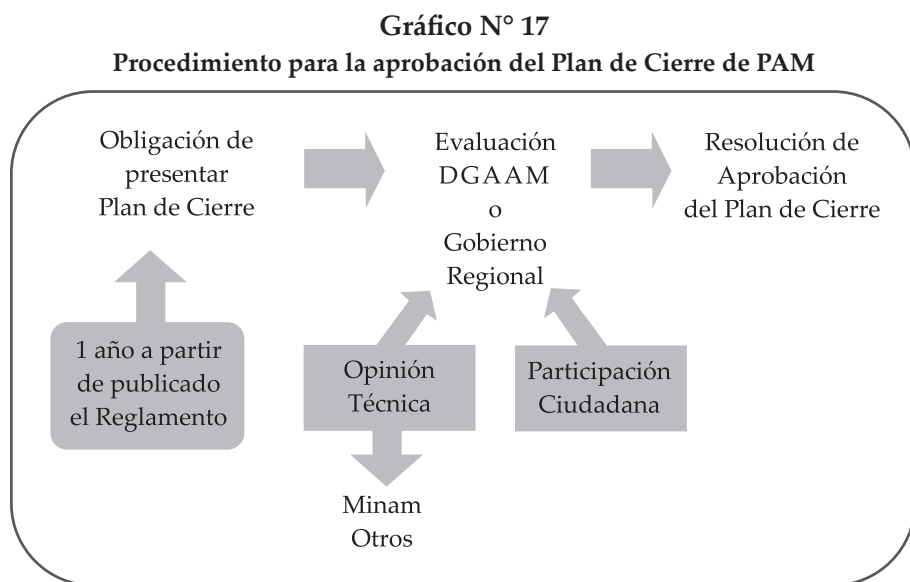 Gráfico N° 17
Procedimiento para la aprobación del Plan de Cierre de PAM
Obligación de
presentar
Plan de Cierre
Evaluación
DGAAM
o
Gobierno
Regional
Resolución de
Aprobación
del Plan de Cierre
1 año a partir
de publicado
el Reglamento
Opinión
Técnica
Participación
Ciudadana
Minam
Otros